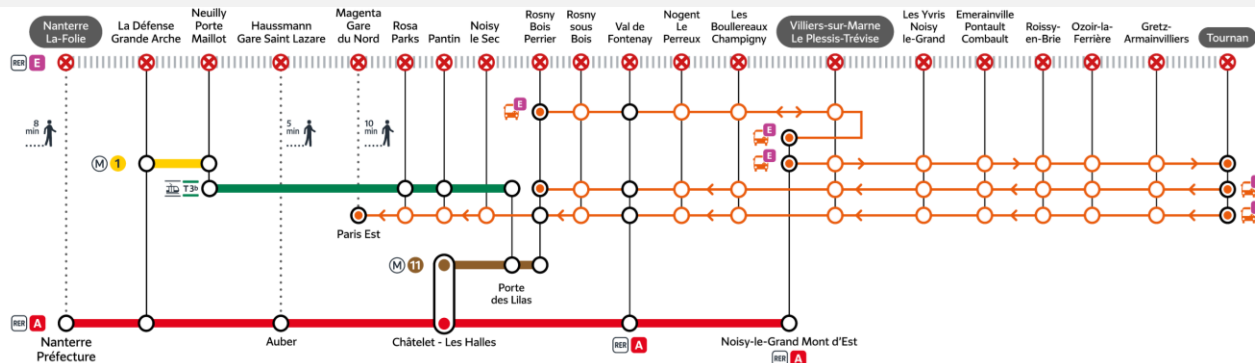 Nanterre
La-Folie
La Défense
Grande Arche
Neuilly
Porte
Maillot
Haussmann
Gare Saint Lazare
Magenta
Gare
du Nord
Rosa
Parks
Pantin
Noisy
le Sec
Rosny
Bois
Perrier
Rosny
sous
Bois
Val de
Fontenay
Nogent
Le
Perreux
Les
Boullereaux
Champigny
Villiers-sur-Marne
Le Plessis-Trévise
Les Yvris
Noisy
le-Grand
Emerainville
Pontault
Combault
Roissy-
en-Brie
Ozoir-la-
Ferrière
Gretz-
Armainvilliers
Tournan
RER E
E
8
min
5
min
10
min
E
M 1
E
T3b
E
E
Paris Est
M 11
Porte
des Lilas
RER A
Nanterre
Préfecture
Auber
Châtelet - Les Halles
RER A
Noisy-le-Grand Mont d'Est
RER A